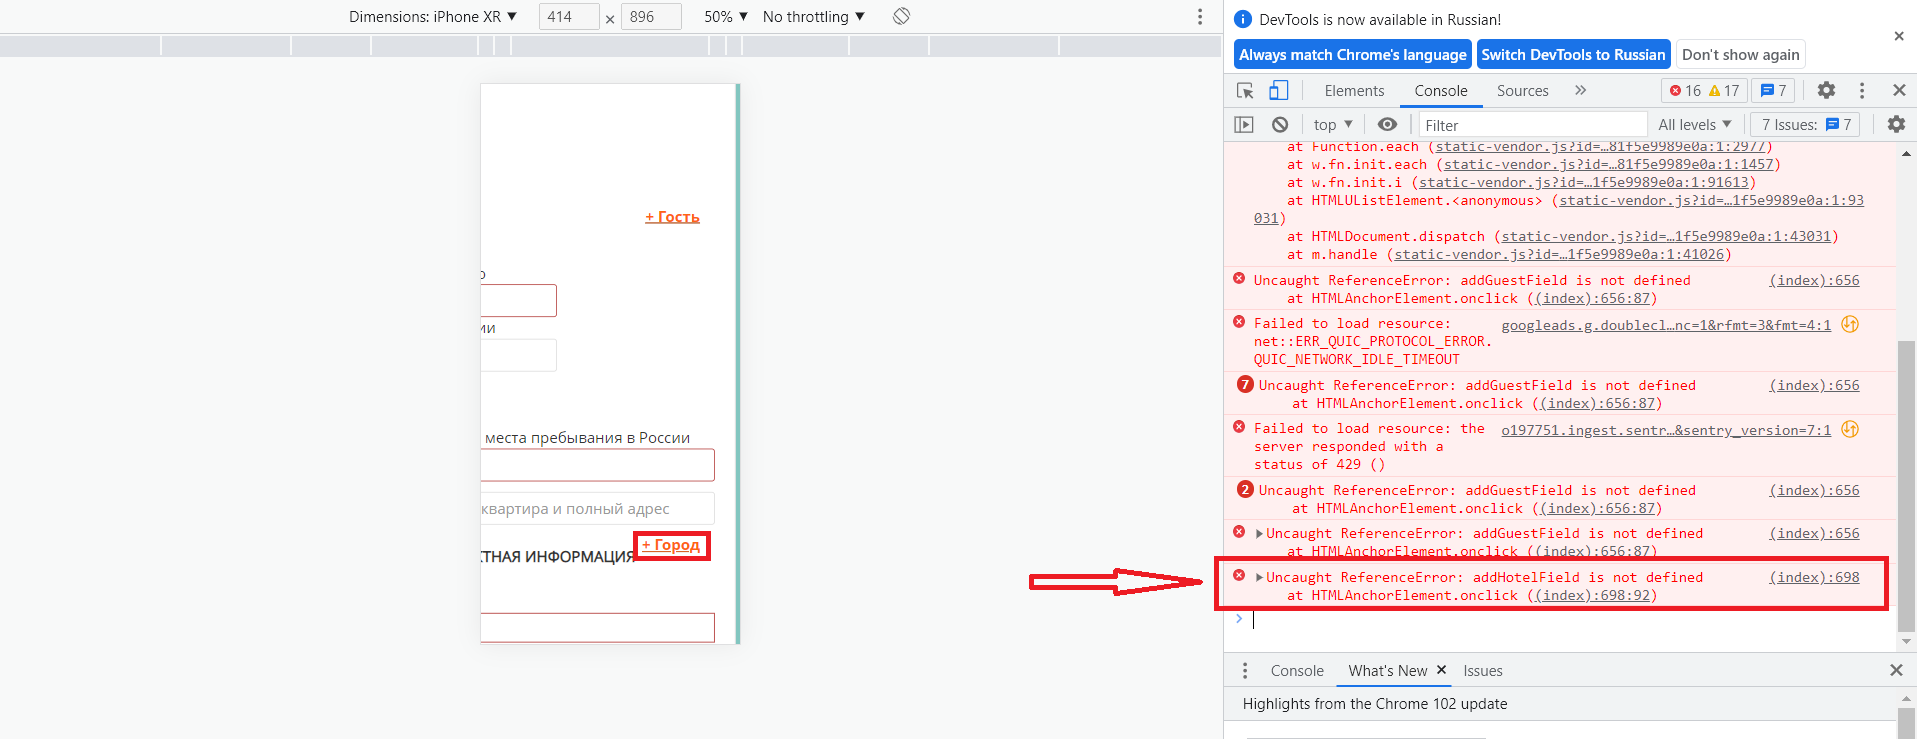 Dimensions: iPhone XR ▼ 414 × 896 50% ▼ No throttling ▼
+ Гость
о
ии
места пребывания в России
квартира и полный адрес
+ Город
КТНАЯ ИНФОРМАЦИЯ
DevTools is now available in Russian!
Always match Chrome's language Switch DevTools to Russian Don't show again
Elements Console Sources » 16 17 7
top ▼ Filter All levels ▼ 7 Issues: 7
at Function.each (static-vendor.js?id=…81f5e9989e0a:1:2977)
at w.fn.init.each (static-vendor.js?id=…81f5e9989e0a:1:1457)
at w.fn.init.i (static-vendor.js?id=…1f5e9989e0a:1:91613)
at HTMLUListElement.<anonymous> (static-vendor.js?id=…1f5e9989e0a:1:93
031)
at HTMLDocument.dispatch (static-vendor.js?id=…1f5e9989e0a:1:43031)
at m.handle (static-vendor.js?id=…1f5e9989e0a:1:41026)
Uncaught ReferenceError: addGuestField is not defined (index):656
at HTMLAnchorElement.onclick ((index):656:87)
Failed to load resource: googleads.g.doublecl…nc=1&rfmt=3&fmt=4:1
net::ERR_QUIC_PROTOCOL_ERROR.
QUIC_NETWORK_IDLE_TIMEOUT
7 Uncaught ReferenceError: addGuestField is not defined (index):656
at HTMLAnchorElement.onclick ((index):656:87)
Failed to load resource: the o197751.ingest.sentr…&sentry_version=7:1
server responded with a
status of 429 ()
2 Uncaught ReferenceError: addGuestField is not defined (index):656
at HTMLAnchorElement.onclick ((index):656:87)
Uncaught ReferenceError: addGuestField is not defined (index):656
at HTMLAnchorElement.onclick ((index):656:87)
Uncaught ReferenceError: addHotelField is not defined (index):698
at HTMLAnchorElement.onclick ((index):698:92)
Console What's New Issues
Highlights from the Chrome 102 update